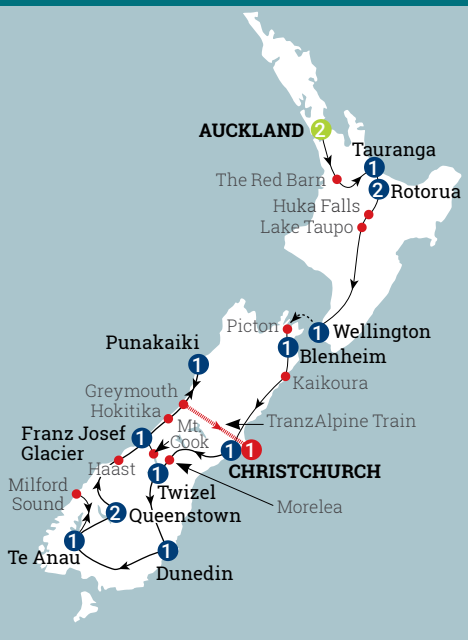 AUCKLAND 2
Tauranga
1
The Red Barn
2 Rotorua
Huka Falls
Lake Taupo
Picton
1 Wellington
1
Blenheim
Punakaiki
1
Kaikoura
Greymouth
Hokitika
TranzAlpine Train
Mt.
Cook
Franz Josef
Glacier
1
1 1
CHRISTCHURCH
Haast
1
Twizel
Morelea
Milford
Sound
2 Queenstown
Te Anau
1
1
Dunedin